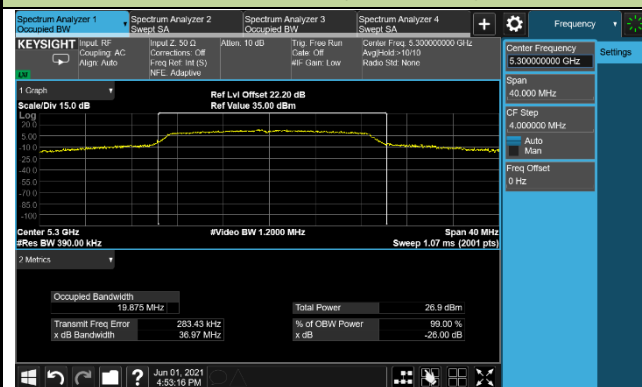 Spectrum Analyzer 1
Occupied BW
Spectrum Analyzer 2
Swept SA
Spectrum Analyzer 3
Occupied BW
Spectrum Analyzer 4
Swept SA
+
Frequency
KEYSIGHT
Input: RF
Coupling: AC
Align: Auto
Input Z: 50 Ω
Corrections: Off
Freq Ref: Int (S)
NFE: Adaptive
Atten: 10 dB
Trig: Free Run
Gate: Off
#IF Gain: Low
Center Freq: 5.300000000 GHz
Avg|Hold:>10/10
Radio Std: None
Center Frequency
5.300000000 GHz
Settings
Span
40.000 MHz
CF Step
4.000000 MHz
Auto
Man
Freq Offset
0 Hz
1 Graph
Scale/Div 15.0 dB
Ref Lvl Offset 22.20 dB
Ref Value 35.00 dBm
Log
20.0
5.00
-10.0
-25.0
-40.0
-55.0
-70.0
-85.0
-100
Center 5.3 GHz
#Res BW 390.00 kHz
#Video BW 1.2000 MHz
Span 40 MHz
Sweep 1.07 ms (2001 pts)
2 Metrics
Occupied Bandwidth
19.875 MHz
Total Power 26.9 dBm
Transmit Freq Error 283.43 kHz
% of OBW Power 99.00 %
x dB Bandwidth 36.97 MHz
x dB -26.00 dB
?
Jun 01, 2021
4:53:16 PM